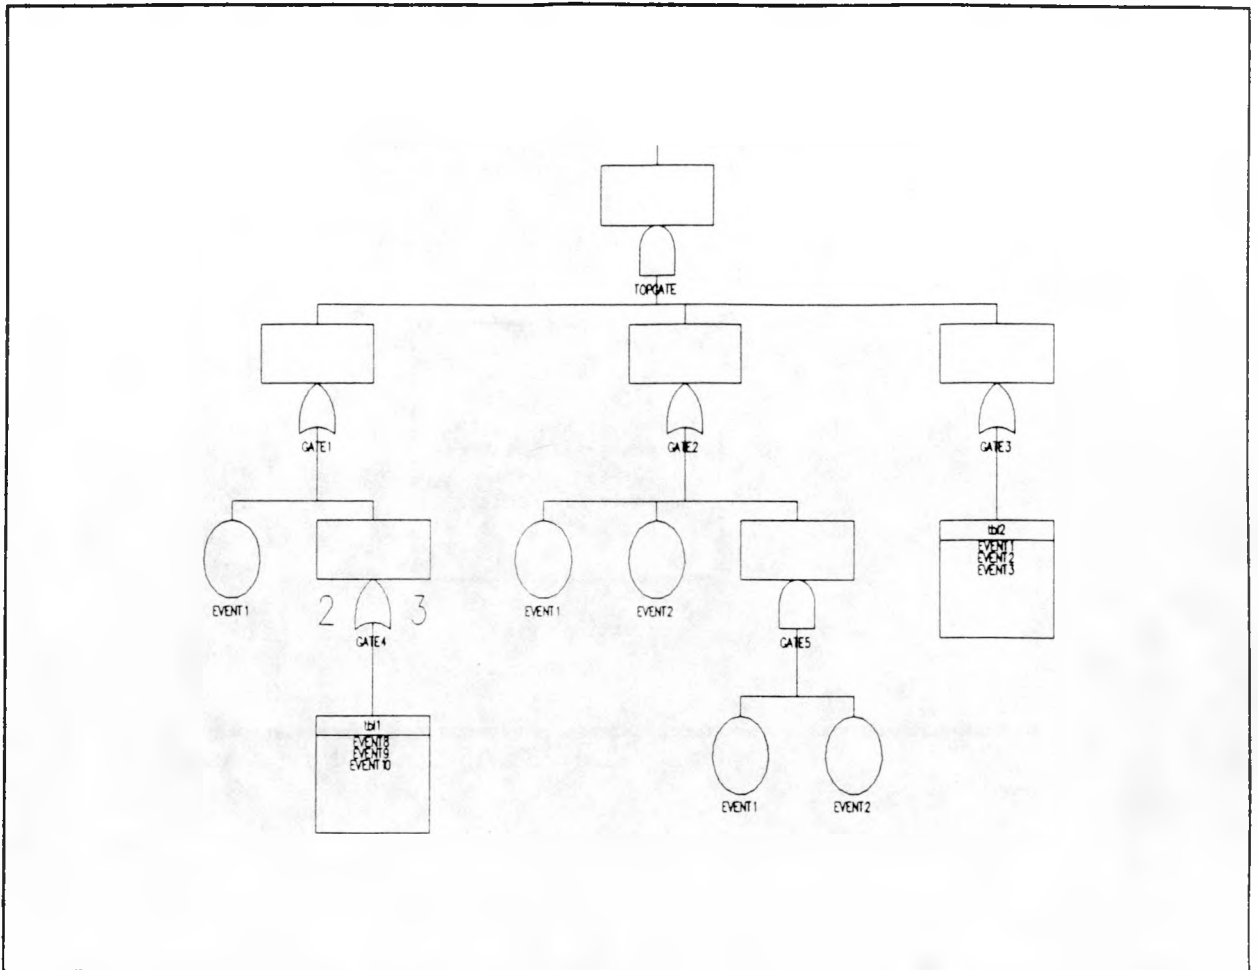 TOPGATE
GATE1
GATE2
GATE3
EVENT1
2
3
GATE4
EVENT1
EVENT2
GATE5
tbl2
EVENT1
EVENT2
EVENT3
tbl1
EVENT8
EVENT9
EVENT10
EVENT1
EVENT2